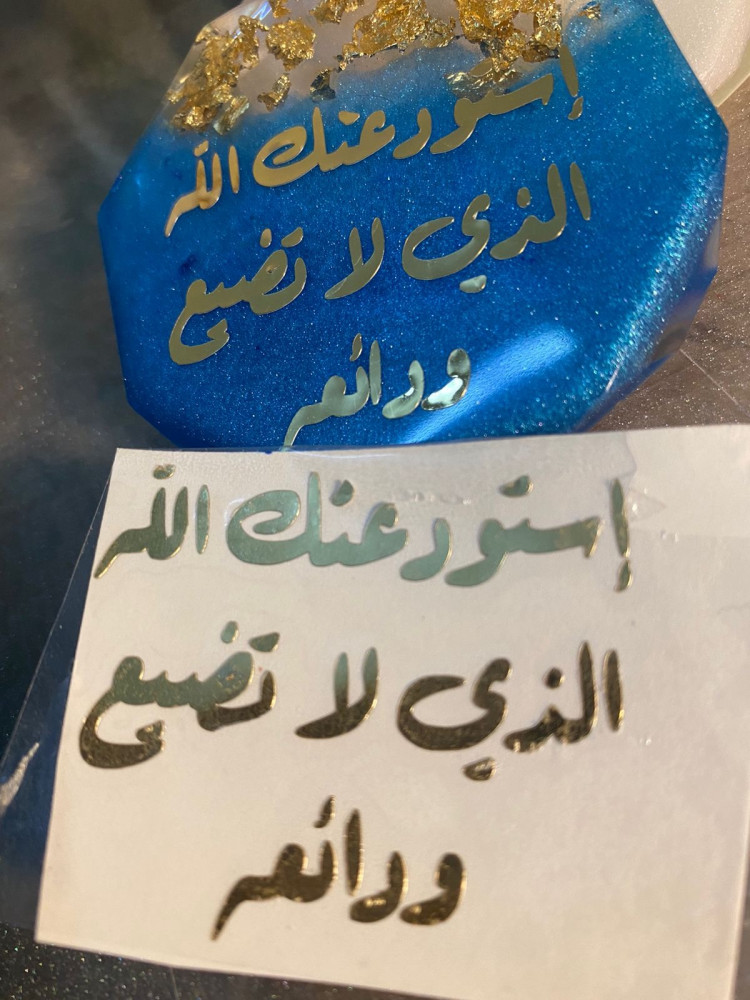 إستودعتك الله
الذي لا تضيع
ودائعه
إستودعتك الله
الذي لا تضيع
ودائعه